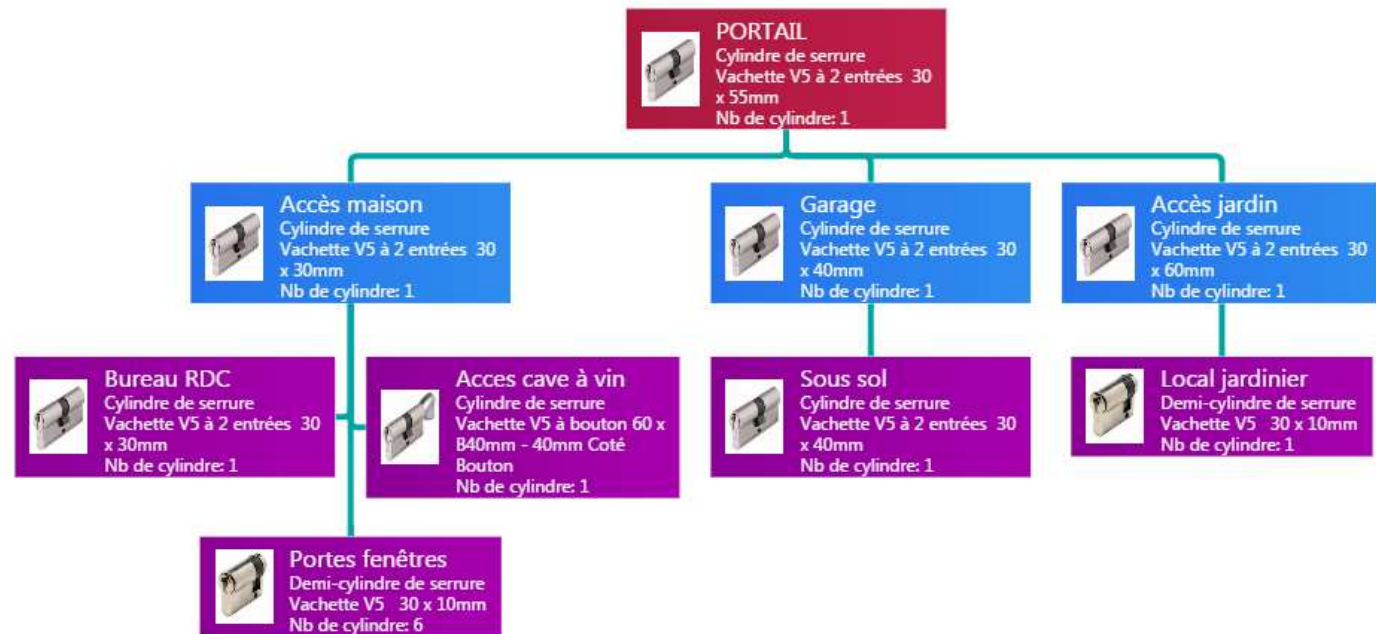 PORTAIL
Cylindre de serrure
Vachette V5 à 2 entrées 30
x 55mm
Nb de cylindre: 1
Accès maison
Cylindre de serrure
Vachette V5 à 2 entrées 30
x 30mm
Nb de cylindre: 1
Garage
Cylindre de serrure
Vachette V5 à 2 entrées 30
x 40mm
Nb de cylindre: 1
Accès jardin
Cylindre de serrure
Vachette V5 à 2 entrées 30
x 60mm
Nb de cylindre: 1
Bureau RDC
Cylindre de serrure
Vachette V5 à 2 entrées 30
x 30mm
Nb de cylindre: 1
Acces cave à vin
Cylindre de serrure
Vachette V5 à bouton 60 x
B40mm - 40mm Coté
Bouton
Nb de cylindre: 1
Sous sol
Cylindre de serrure
Vachette V5 à 2 entrées 30
x 40mm
Nb de cylindre: 1
Local jardinier
Demi-cylindre de serrure
Vachette V5 30 x 10mm
Nb de cylindre: 1
Portes fenêtres
Demi-cylindre de serrure
Vachette V5 30 x 10mm
Nb de cylindre: 6